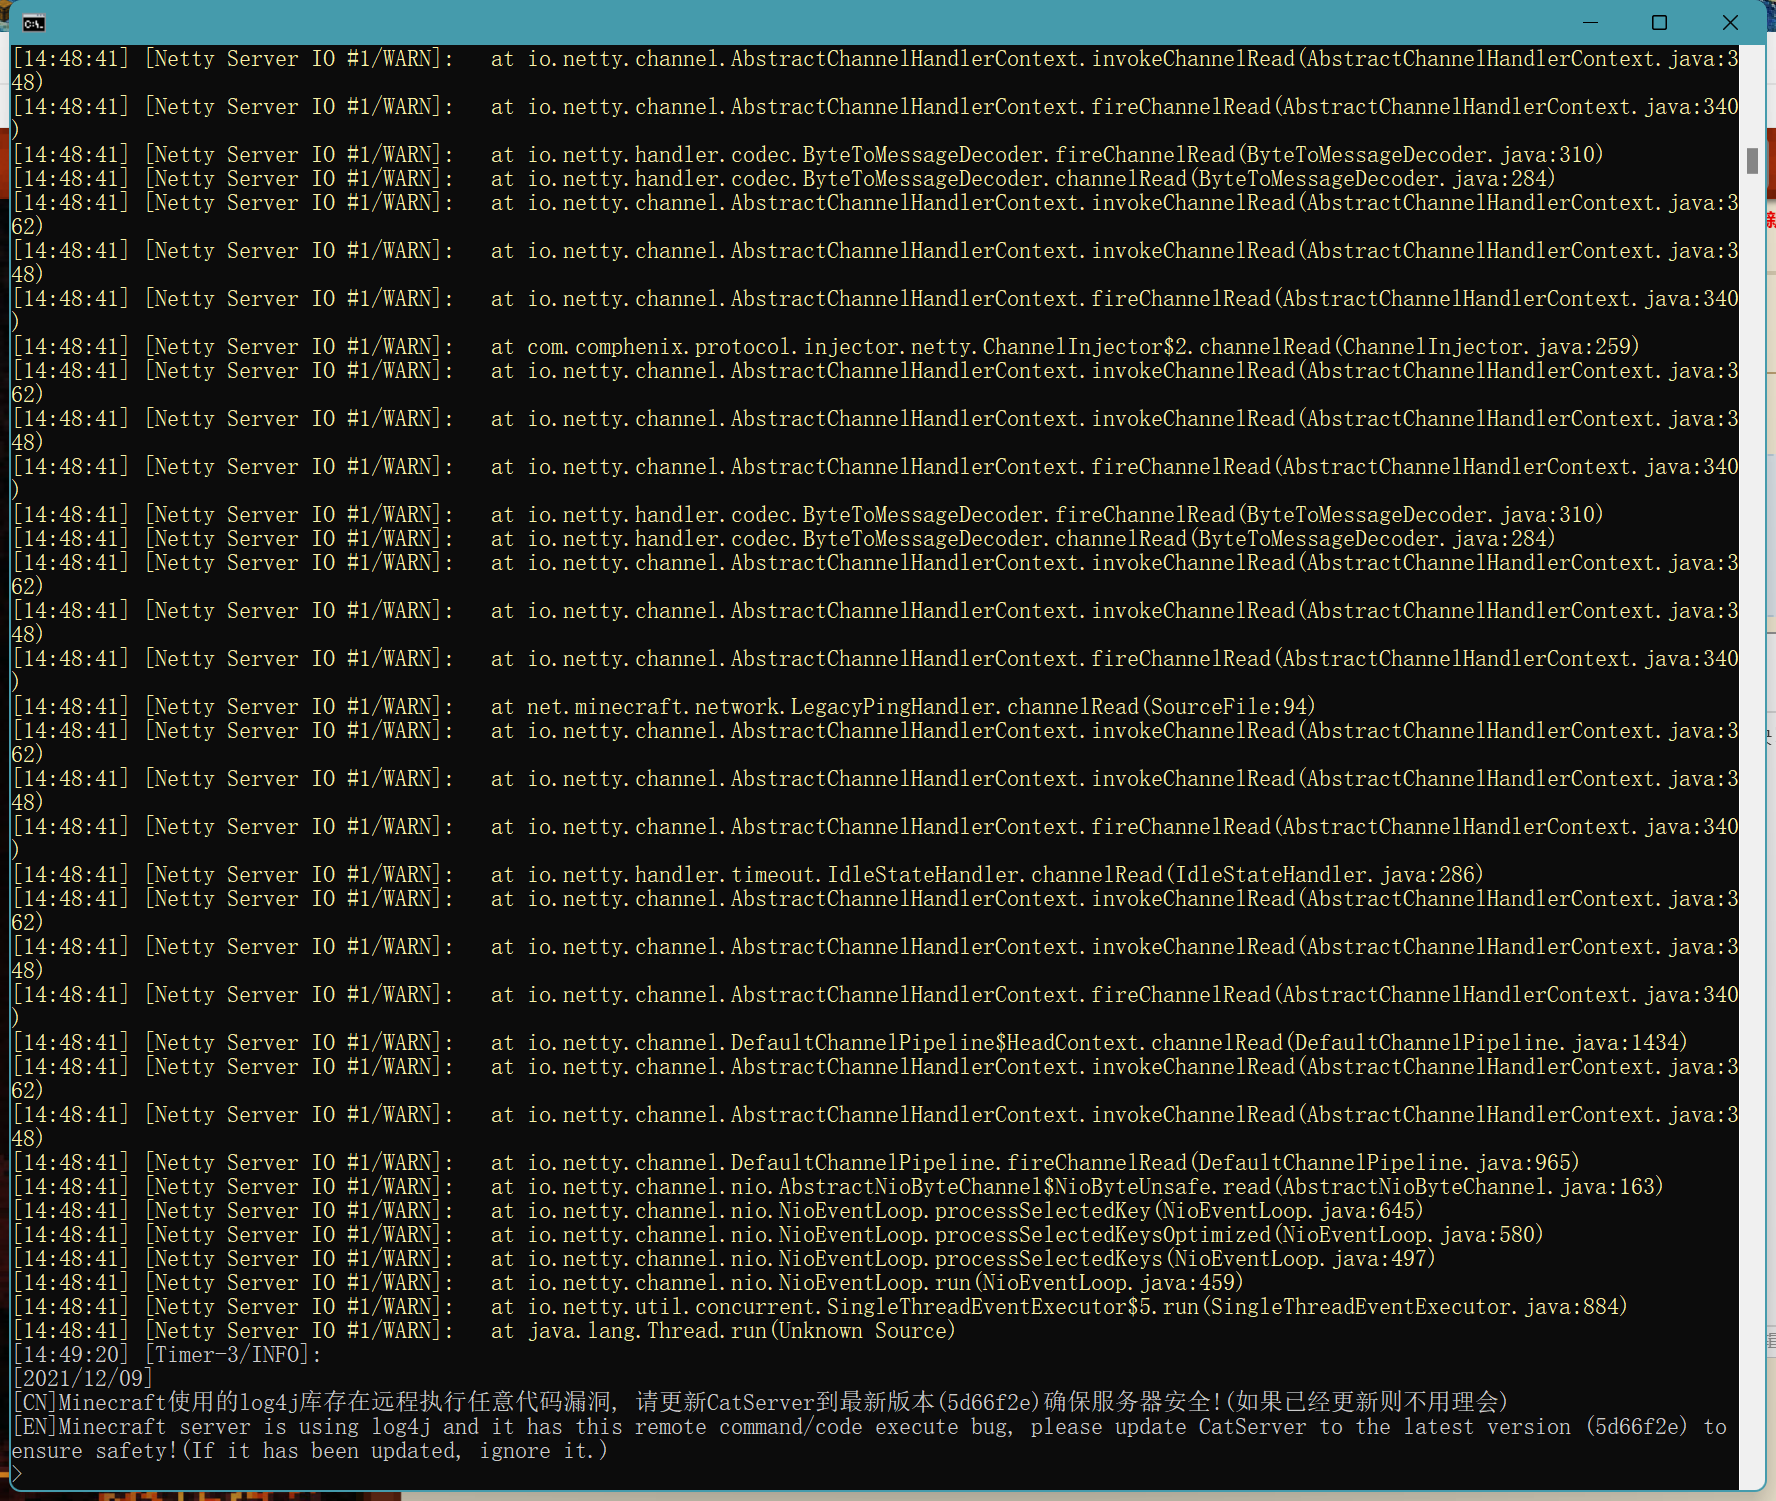 [14:48:41] [Netty Server IO #1/WARN]:   at io.netty.channel.AbstractChannelHandlerContext.invokeChannelRead(AbstractChannelHandlerContext.java:3
48)
[14:48:41] [Netty Server IO #1/WARN]:   at io.netty.channel.AbstractChannelHandlerContext.fireChannelRead(AbstractChannelHandlerContext.java:340
)
[14:48:41] [Netty Server IO #1/WARN]:   at io.netty.handler.codec.ByteToMessageDecoder.fireChannelRead(ByteToMessageDecoder.java:310)
[14:48:41] [Netty Server IO #1/WARN]:   at io.netty.handler.codec.ByteToMessageDecoder.channelRead(ByteToMessageDecoder.java:284)
[14:48:41] [Netty Server IO #1/WARN]:   at io.netty.channel.AbstractChannelHandlerContext.invokeChannelRead(AbstractChannelHandlerContext.java:3
62)
[14:48:41] [Netty Server IO #1/WARN]:   at io.netty.channel.AbstractChannelHandlerContext.invokeChannelRead(AbstractChannelHandlerContext.java:3
48)
[14:48:41] [Netty Server IO #1/WARN]:   at io.netty.channel.AbstractChannelHandlerContext.fireChannelRead(AbstractChannelHandlerContext.java:340
)
[14:48:41] [Netty Server IO #1/WARN]:   at com.comphenix.protocol.injector.netty.ChannelInjector$2.channelRead(ChannelInjector.java:259)
[14:48:41] [Netty Server IO #1/WARN]:   at io.netty.channel.AbstractChannelHandlerContext.invokeChannelRead(AbstractChannelHandlerContext.java:3
62)
[14:48:41] [Netty Server IO #1/WARN]:   at io.netty.channel.AbstractChannelHandlerContext.invokeChannelRead(AbstractChannelHandlerContext.java:3
48)
[14:48:41] [Netty Server IO #1/WARN]:   at io.netty.channel.AbstractChannelHandlerContext.fireChannelRead(AbstractChannelHandlerContext.java:340
)
[14:48:41] [Netty Server IO #1/WARN]:   at io.netty.handler.codec.ByteToMessageDecoder.fireChannelRead(ByteToMessageDecoder.java:310)
[14:48:41] [Netty Server IO #1/WARN]:   at io.netty.handler.codec.ByteToMessageDecoder.channelRead(ByteToMessageDecoder.java:284)
[14:48:41] [Netty Server IO #1/WARN]:   at io.netty.channel.AbstractChannelHandlerContext.invokeChannelRead(AbstractChannelHandlerContext.java:3
62)
[14:48:41] [Netty Server IO #1/WARN]:   at io.netty.channel.AbstractChannelHandlerContext.invokeChannelRead(AbstractChannelHandlerContext.java:3
48)
[14:48:41] [Netty Server IO #1/WARN]:   at io.netty.channel.AbstractChannelHandlerContext.fireChannelRead(AbstractChannelHandlerContext.java:340
)
[14:48:41] [Netty Server IO #1/WARN]:   at net.minecraft.network.LegacyPingHandler.channelRead(SourceFile:94)
[14:48:41] [Netty Server IO #1/WARN]:   at io.netty.channel.AbstractChannelHandlerContext.invokeChannelRead(AbstractChannelHandlerContext.java:3
62)
[14:48:41] [Netty Server IO #1/WARN]:   at io.netty.channel.AbstractChannelHandlerContext.invokeChannelRead(AbstractChannelHandlerContext.java:3
48)
[14:48:41] [Netty Server IO #1/WARN]:   at io.netty.channel.AbstractChannelHandlerContext.fireChannelRead(AbstractChannelHandlerContext.java:340
)
[14:48:41] [Netty Server IO #1/WARN]:   at io.netty.handler.timeout.IdleStateHandler.channelRead(IdleStateHandler.java:286)
[14:48:41] [Netty Server IO #1/WARN]:   at io.netty.channel.AbstractChannelHandlerContext.invokeChannelRead(AbstractChannelHandlerContext.java:3
62)
[14:48:41] [Netty Server IO #1/WARN]:   at io.netty.channel.AbstractChannelHandlerContext.invokeChannelRead(AbstractChannelHandlerContext.java:3
48)
[14:48:41] [Netty Server IO #1/WARN]:   at io.netty.channel.AbstractChannelHandlerContext.fireChannelRead(AbstractChannelHandlerContext.java:340
)
[14:48:41] [Netty Server IO #1/WARN]:   at io.netty.channel.DefaultChannelPipeline$HeadContext.channelRead(DefaultChannelPipeline.java:1434)
[14:48:41] [Netty Server IO #1/WARN]:   at io.netty.channel.AbstractChannelHandlerContext.invokeChannelRead(AbstractChannelHandlerContext.java:3
62)
[14:48:41] [Netty Server IO #1/WARN]:   at io.netty.channel.AbstractChannelHandlerContext.invokeChannelRead(AbstractChannelHandlerContext.java:3
48)
[14:48:41] [Netty Server IO #1/WARN]:   at io.netty.channel.DefaultChannelPipeline.fireChannelRead(DefaultChannelPipeline.java:965)
[14:48:41] [Netty Server IO #1/WARN]:   at io.netty.channel.nio.AbstractNioByteChannel$NioByteUnsafe.read(AbstractNioByteChannel.java:163)
[14:48:41] [Netty Server IO #1/WARN]:   at io.netty.channel.nio.NioEventLoop.processSelectedKey(NioEventLoop.java:645)
[14:48:41] [Netty Server IO #1/WARN]:   at io.netty.channel.nio.NioEventLoop.processSelectedKeysOptimized(NioEventLoop.java:580)
[14:48:41] [Netty Server IO #1/WARN]:   at io.netty.channel.nio.NioEventLoop.processSelectedKeys(NioEventLoop.java:497)
[14:48:41] [Netty Server IO #1/WARN]:   at io.netty.channel.nio.NioEventLoop.run(NioEventLoop.java:459)
[14:48:41] [Netty Server IO #1/WARN]:   at io.netty.util.concurrent.SingleThreadEventExecutor$5.run(SingleThreadEventExecutor.java:884)
[14:48:41] [Netty Server IO #1/WARN]:   at java.lang.Thread.run(Unknown Source)
[14:49:20] [Timer-3/INFO]:
[2021/12/09]
[CN]Minecraft使用的log4j库存在远程执行任意代码漏洞, 请更新CatServer到最新版本(5d66f2e)确保服务器安全!(如果已经更新则不用理会)
[EN]Minecraft server is using log4j and it has this remote command/code execute bug, please update CatServer to the latest version (5d66f2e) to
ensure safety!(If it has been updated, ignore it.)
>